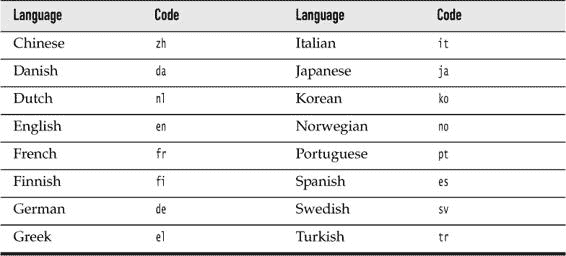 Language Code Language Code
Chinese zh Italian it
Danish da Japanese ja
Dutch nl Korean ko
English en Norwegian no
French fr Portuguese pt
Finnish fi Spanish es
German de Swedish sv
Greek el Turkish tr